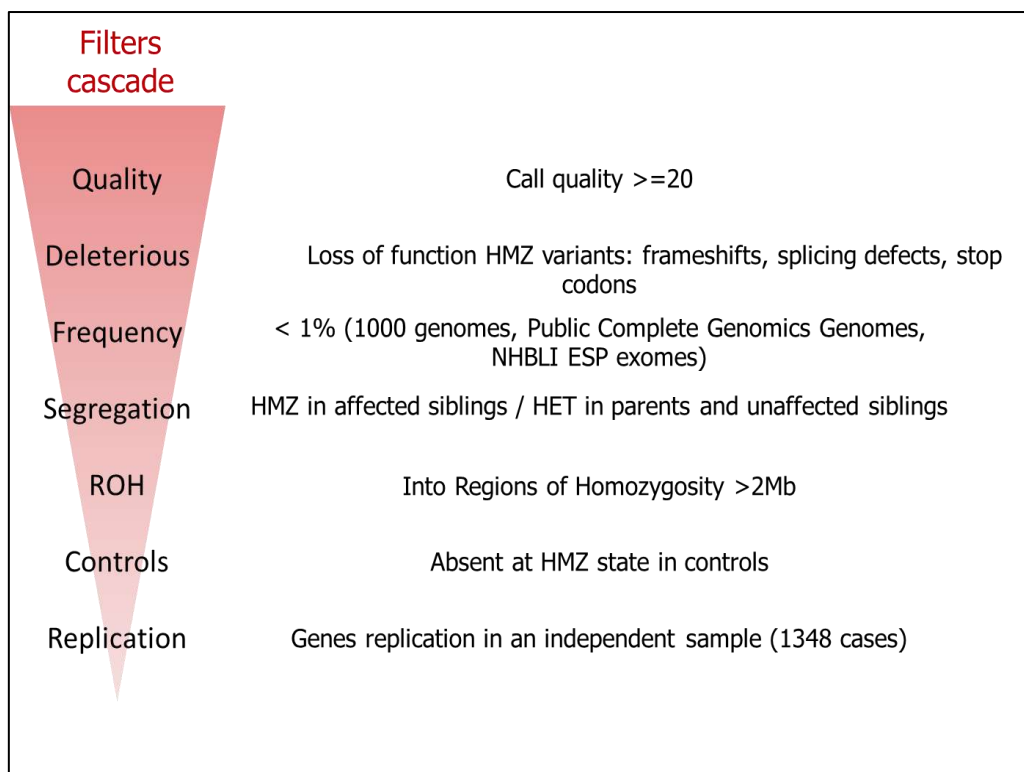 Filters
cascade
Quality
Call quality >=20
Deleterious
Loss of function HMZ variants: frameshifts, splicing defects, stop
codons
Frequency
< 1% (1000 genomes, Public Complete Genomics Genomes,
NHBLI ESP exomes)
Segregation
HMZ in affected siblings / HET in parents and unaffected siblings
ROH
Into Regions of Homozygosity >2Mb
Controls
Absent at HMZ state in controls
Replication
Genes replication in an independent sample (1348 cases)